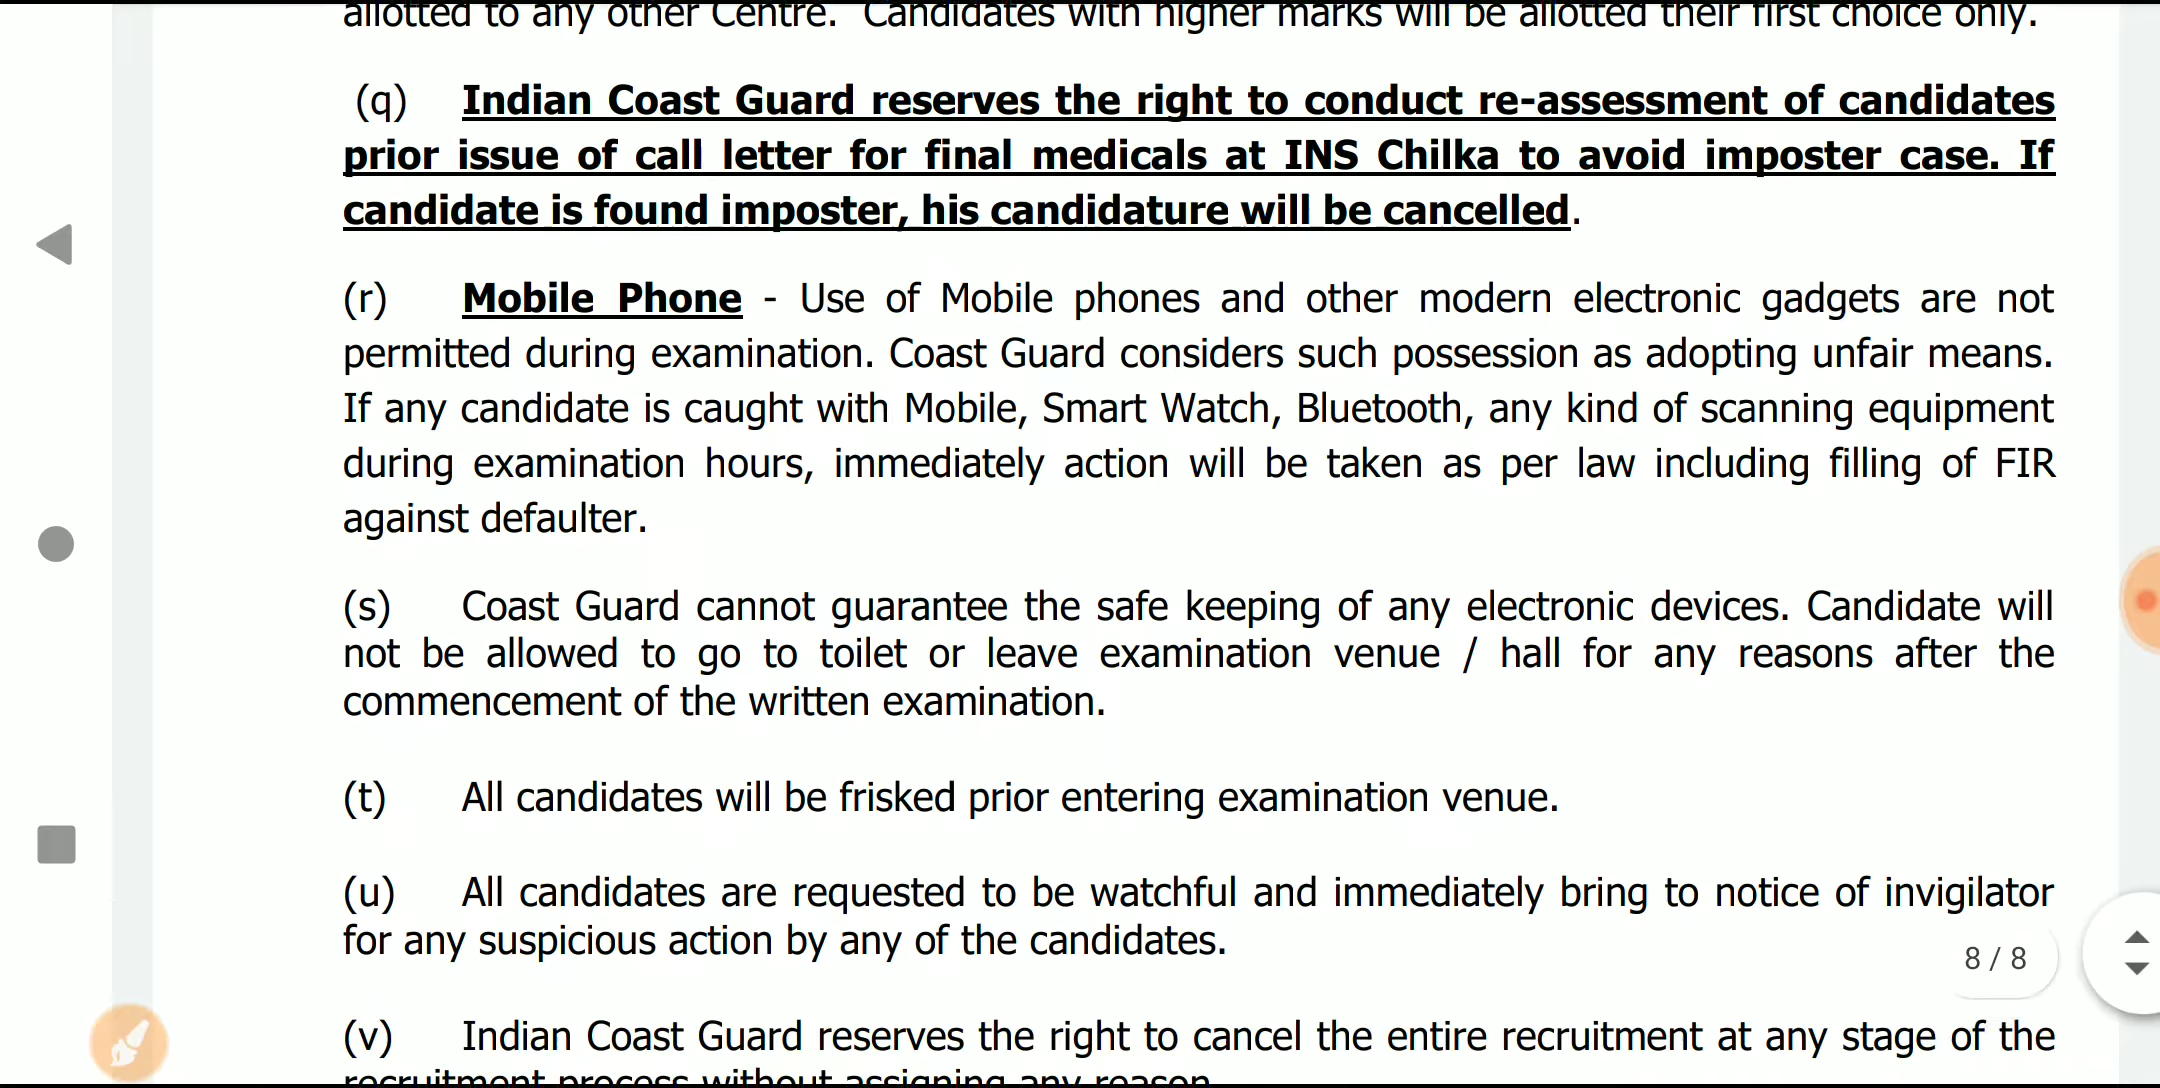 allotted to any other Centre. Candidates with higher marks will be allotted their first choice only.
(q) Indian Coast Guard reserves the right to conduct re-assessment of candidates
prior issue of call letter for final medicals at INS Chilka to avoid imposter case. If
candidate is found imposter, his candidature will be cancelled.
(r) Mobile Phone - Use of Mobile phones and other modern electronic gadgets are not
permitted during examination. Coast Guard considers such possession as adopting unfair means.
If any candidate is caught with Mobile, Smart Watch, Bluetooth, any kind of scanning equipment
during examination hours, immediately action will be taken as per law including filling of FIR
against defaulter.
(s) Coast Guard cannot guarantee the safe keeping of any electronic devices. Candidate will
not be allowed to go to toilet or leave examination venue / hall for any reasons after the
commencement of the written examination.
(t) All candidates will be frisked prior entering examination venue.
(u) All candidates are requested to be watchful and immediately bring to notice of invigilator
for any suspicious action by any of the candidates.
8 / 8
(v) Indian Coast Guard reserves the right to cancel the entire recruitment at any stage of the
recruitment process without assigning any reason